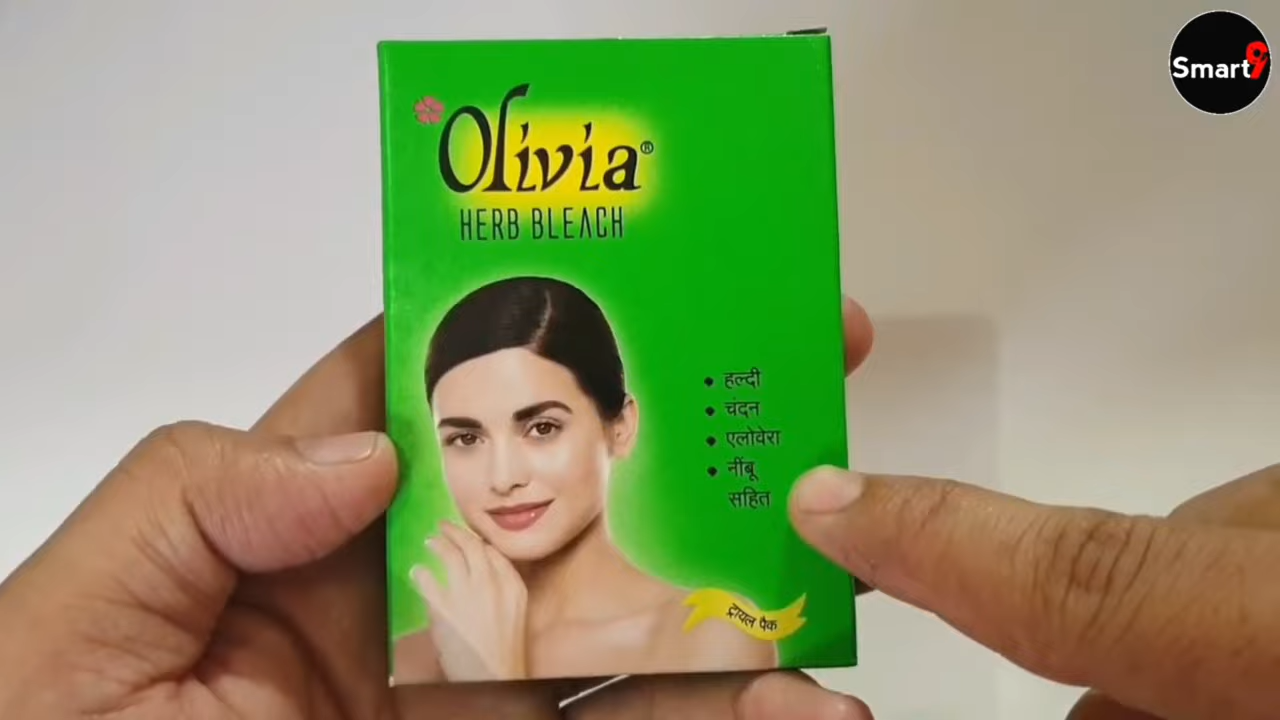 Smart9
Olivia®
HERB BLEACH
• हल्दी
• चंदन
• एलोवेरा
• नींबू
सहित
ट्रायल पैक